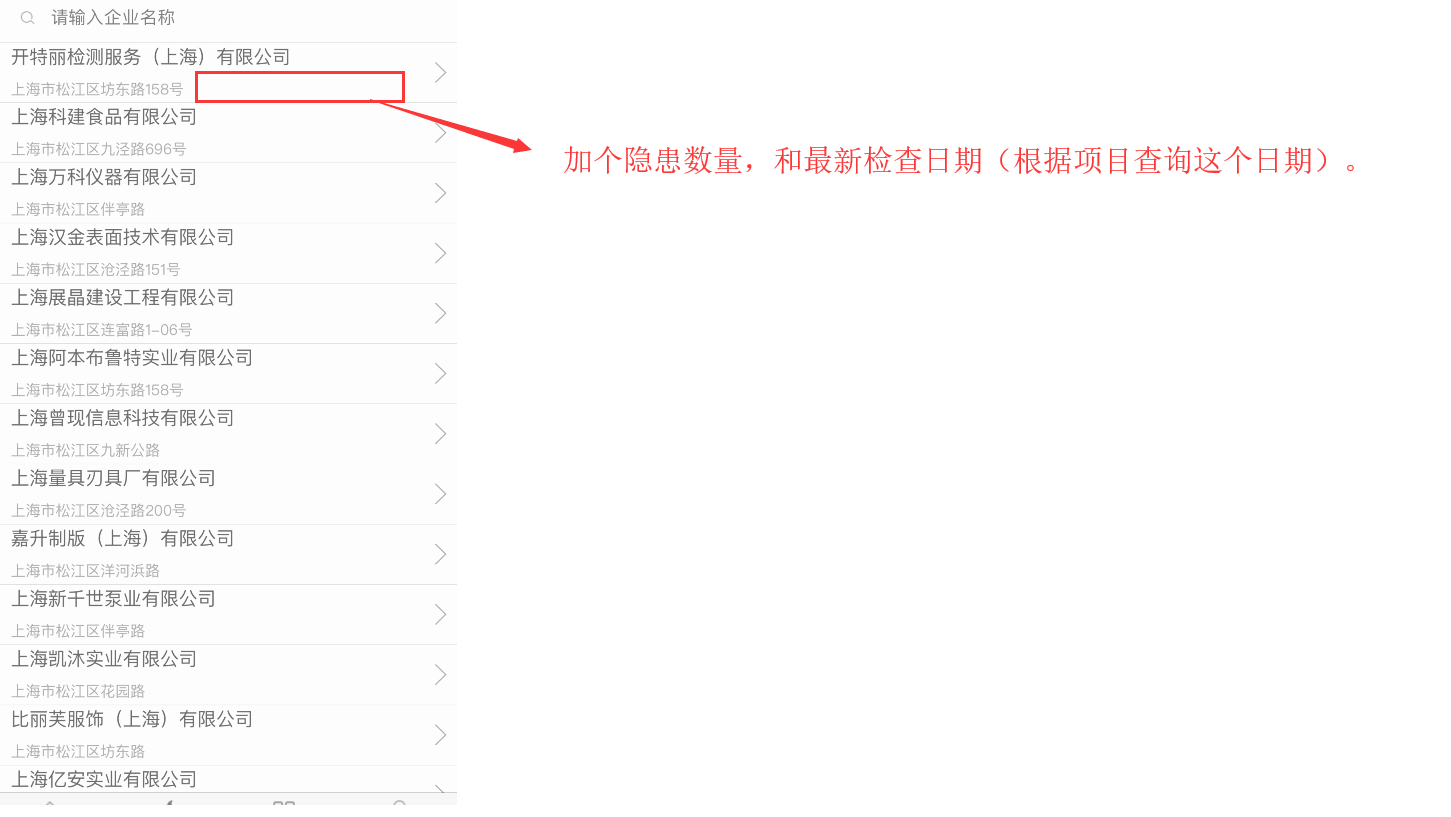 请输入企业名称
开特丽检测服务（上海）有限公司
上海市松江区坊东路158号
上海科建食品有限公司
上海市松江区九泾路696号
上海万科仪器有限公司
上海市松江区伴亭路
上海汉金表面技术有限公司
上海市松江区沧泾路151号
上海展晶建设工程有限公司
上海市松江区连富路1-06号
上海阿本布鲁特实业有限公司
上海市松江区坊东路158号
上海曾现信息科技有限公司
上海市松江区九新公路
上海量具刃具厂有限公司
上海市松江区沧泾路200号
嘉升制版（上海）有限公司
上海市松江区洋河浜路
上海新千世泵业有限公司
上海市松江区伴亭路
上海凯沐实业有限公司
上海市松江区花园路
比丽芙服饰（上海）有限公司
上海市松江区坊东路
上海亿安实业有限公司
加个隐患数量，和最新检查日期（根据项目查询这个日期）。